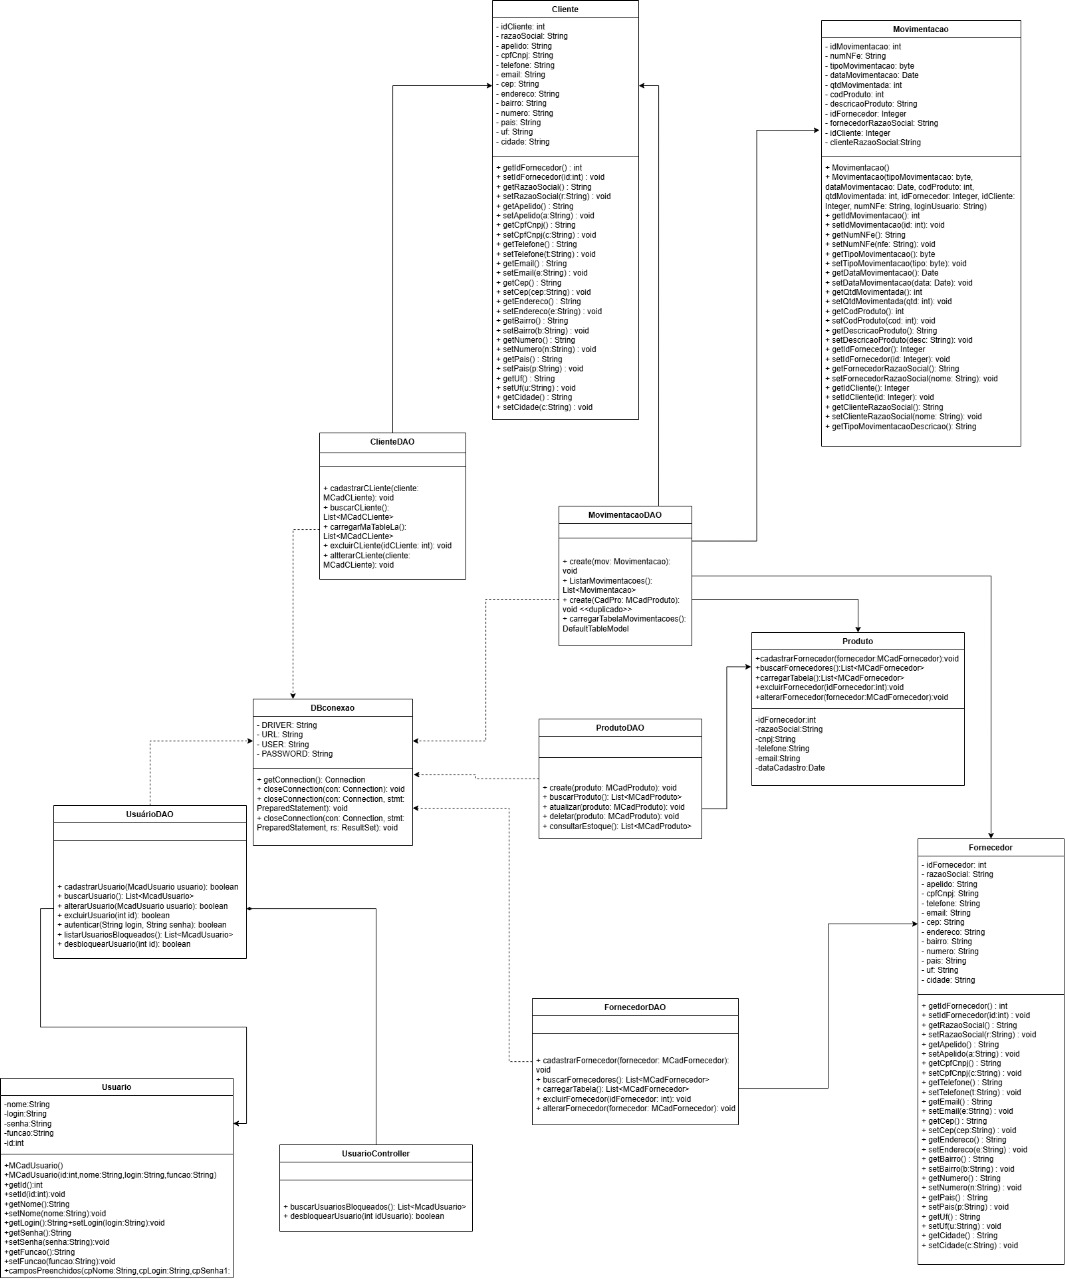 Cliente
- idCliente: int
- razaoSocial: String
- apelido: String
- cpfCnpj: String
- telefone: String
- email: String
- cep: String
- endereco: String
- bairro: String
- numero: String
- pais: String
- uf: String
- cidade: String
+ getIdFornecedor() : int
+ setIdFornecedor(id:int) : void
+ getRazaoSocial() : String
+ setRazaoSocial(r:String) : void
+ getApelido() : String
+ setApelido(a:String) : void
+ getCpfCnpj() : String
+ setCpfCnpj(c:String) : void
+ getTelefone() : String
+ setTelefone(t:String) : void
+ getEmail() : String
+ setEmail(e:String) : void
+ getCep() : String
+ setCep(cep:String) : void
+ getEndereco() : String
+ setEndereco(e:String) : void
+ getBairro() : String
+ setBairro(b:String) : void
+ getNumero() : String
+ setNumero(n:String) : void
+ getPais() : String
+ setPais(p:String) : void
+ getUf() : String
+ setUf(u:String) : void
+ getCidade() : String
+ setCidade(c:String) : void
Movimentacao
- idMovimentacao: int
- numNFe: String
- tipoMovimentacao: byte
- dataMovimentacao: Date
- qtdMovimentada: int
- codProduto: int
- descricaoProduto: String
- idFornecedor: Integer
- fornecedorRazaoSocial: String
- idCliente: Integer
- clienteRazaoSocial:String
+ Movimentacao()
+ Movimentacao(tipoMovimentacao: byte,
dataMovimentacao: Date, codProduto: int,
qtdMovimentada: int, idFornecedor: Integer, idCliente:
Integer, numNFe: String, loginUsuario: String)
+ getIdMovimentacao(): int
+ setIdMovimentacao(id: int): void
+ getNumNFe(): String
+ setNumNFe(nfe: String): void
+ getTipoMovimentacao(): byte
+ setTipoMovimentacao(tipo: byte): void
+ getDataMovimentacao(): Date
+ setDataMovimentacao(data: Date): void
+ getQtdMovimentada(): int
+ setQtdMovimentada(qtd: int): void
+ getCodProduto(): int
+ setCodProduto(cod: int): void
+ getDescricaoProduto(): String
+ setDescricaoProduto(desc: String): void
+ getIdFornecedor(): Integer
+ setIdFornecedor(id: Integer): void
+ getFornecedorRazaoSocial(): String
+ setFornecedorRazaoSocial(nome: String): void
+ getIdCliente(): Integer
+ setIdCliente(id: Integer): void
+ getClienteRazaoSocial(): String
+ setClienteRazaoSocial(nome: String): void
+ getTipoMovimentacaoDescricao(): String
ClienteDAO
+ cadastrarCLiente(cliente:
MCadCLiente): void
+ buscarCLiente():
List<MCadCLiente>
+ carregarMaTableLa():
List<MCadCLiente>
+ excluirCLiente(idCLiente: int): void
+ altterarCLiente(cliente:
MCadCLiente): void
MovimentacaoDAO
+ create(mov: Movimentacao):
void
+ ListarMovimentacoes():
List<Movimentacao>
+ create(CadPro: MCadProduto):
void <<duplicado>>
+ carregarTabelaMovimentacoes():
DefaultTableModel
Produto
+cadastrarFornecedor(fornecedor:MCadFornecedor):void
+buscarFornecedores():List<MCadFornecedor>
+carregarTabela():List<MCadFornecedor>
+excluirFornecedor(idFornecedor:int):void
+alterarFornecedor(fornecedor:MCadFornecedor):void
-idFornecedor:int
-razaoSocial:String
-cnpj:String
-telefone:String
-email:String
-dataCadastro:Date
DBconexao
- DRIVER: String
- URL: String
- USER: String
- PASSWORD: String
+ getConnection(): Connection
+ closeConnection(con: Connection): void
+ closeConnection(con: Connection, stmt:
PreparedStatement): void
+ closeConnection(con: Connection, stmt:
PreparedStatement, rs: ResultSet): void
ProdutoDAO
+ create(produto: MCadProduto): void
+ buscarProduto(): List<MCadProduto>
+ atualizar(produto: MCadProduto): void
+ deletar(produto: MCadProduto): void
+ consultarEstoque(): List<MCadProduto>
UsuárioDAO
+ cadastrarUsuario(McadUsuario usuario): boolean
+ buscarUsuario(): List<McadUsuario>
+ alterarUsuario(McadUsuario usuario): boolean
+ excluirUsuario(int id): boolean
+ autenticar(String login, String senha): boolean
+ listarUsuariosBloqueados(): List<McadUsuario>
+ desbloquearUsuario(int id): boolean
Fornecedor
- idFornecedor: int
- razaoSocial: String
- apelido: String
- cpfCnpj: String
- telefone: String
- email: String
- cep: String
- endereco: String
- bairro: String
- numero: String
- pais: String
- uf: String
- cidade: String
+ getIdFornecedor() : int
+ setIdFornecedor(id:int) : void
+ getRazaoSocial() : String
+ setRazaoSocial(r:String) : void
+ getApelido() : String
+ setApelido(a:String) : void
+ getCpfCnpj() : String
+ setCpfCnpj(c:String) : void
+ getTelefone() : String
+ setTelefone(t:String) : void
+ getEmail() : String
+ setEmail(e:String) : void
+ getCep() : String
+ setCep(cep:String) : void
+ getEndereco() : String
+ setEndereco(e:String) : void
+ getBairro() : String
+ setBairro(b:String) : void
+ getNumero() : String
+ setNumero(n:String) : void
+ getPais() : String
+ setPais(p:String) : void
+ getUf() : String
+ setUf(u:String) : void
+ getCidade() : String
+ setCidade(c:String) : void
FornecedorDAO
+ cadastrarFornecedor(fornecedor: MCadFornecedor):
void
+ buscarFornecedores(): List<MCadFornecedor>
+ carregarTabela(): List<MCadFornecedor>
+ excluirFornecedor(idFornecedor: int): void
+ alterarFornecedor(fornecedor: MCadFornecedor): void
Usuario
-nome:String
-login:String
-senha:String
-funcao:String
-id:int
+MCadUsuario()
+MCadUsuario(id:int,nome:String,login:String,funcao:String)
+getId():int
+setId(id:int):void
+getNome():String
+setNome(nome:String):void
+getLogin():String+setLogin(login:String):void
+getSenha():String
+setSenha(senha:String):void
+getFuncao():String
+setFuncao(funcao:String):void
+camposPreenchidos(cpNome:String,cpLogin:String,cpSenha1:
UsuarioController
+ buscarUsuariosBloqueados(): List<McadUsuario>
+ desbloquearUsuario(int idUsuario): boolean